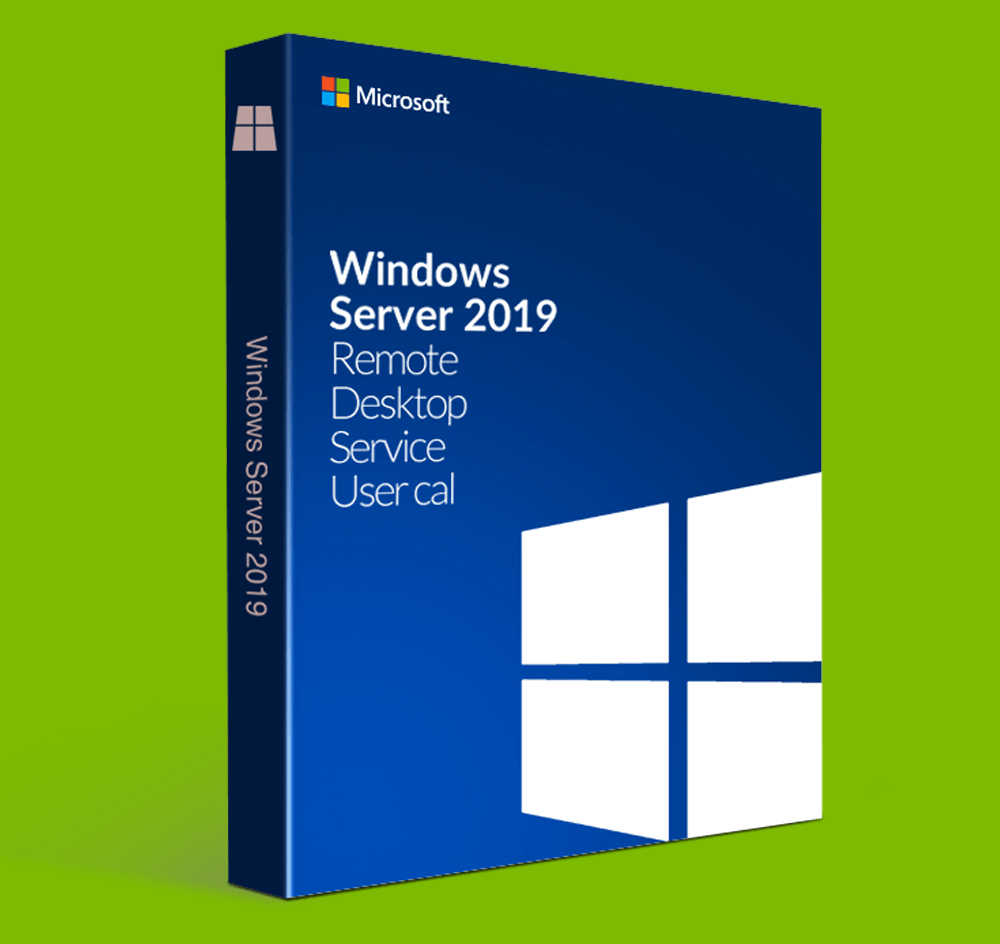 Microsoft
Windows
Server 2019
Remote
Desktop
Service
User cal
Windows Server 2019